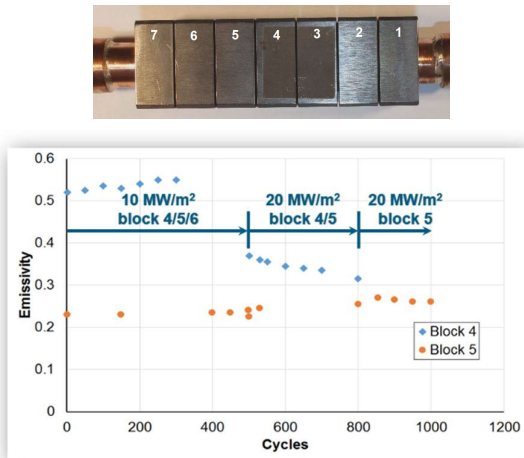 7 6 5 4 3 2 1
0.6
0.5
0.4
0.3
0.2
0.1
0
Emissivity
10 MW/m² 20 MW/m² 20 MW/m²
block 4/5/6 block 4/5 block 5
Block 4
Block 5
0 200 400 600 800 1000 1200
Cycles